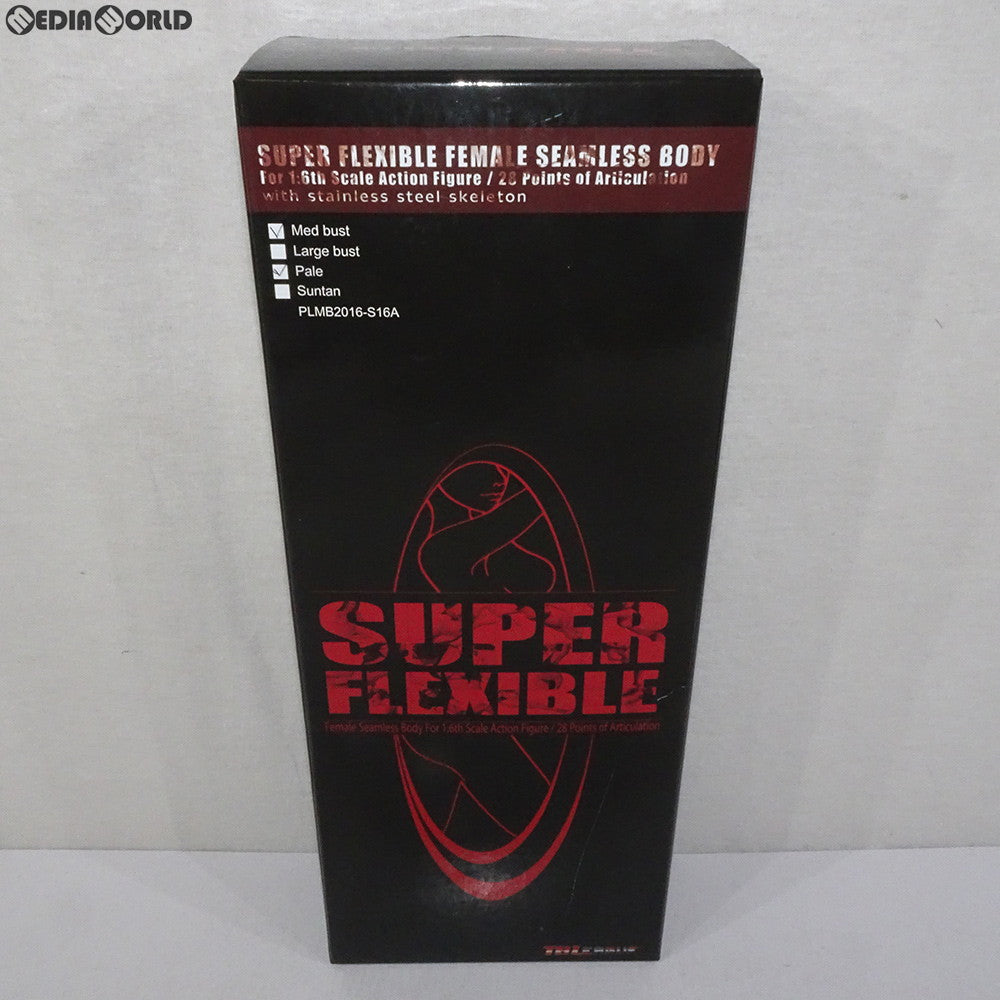 MEDIAWORLD
SUPER FLEXIBLE FEMALE SEAMLESS BODY
For 1:6th Scale Action Figure / 28 Points of Articulation
with stainless steel skeleton
Med bust
Large bust
Pale
Suntan
PLMB2016-S16A
SUPER
FLEXIBLE
Female Seamless Body For 1.6th Scale Action Figure / 28 Points of Articulation